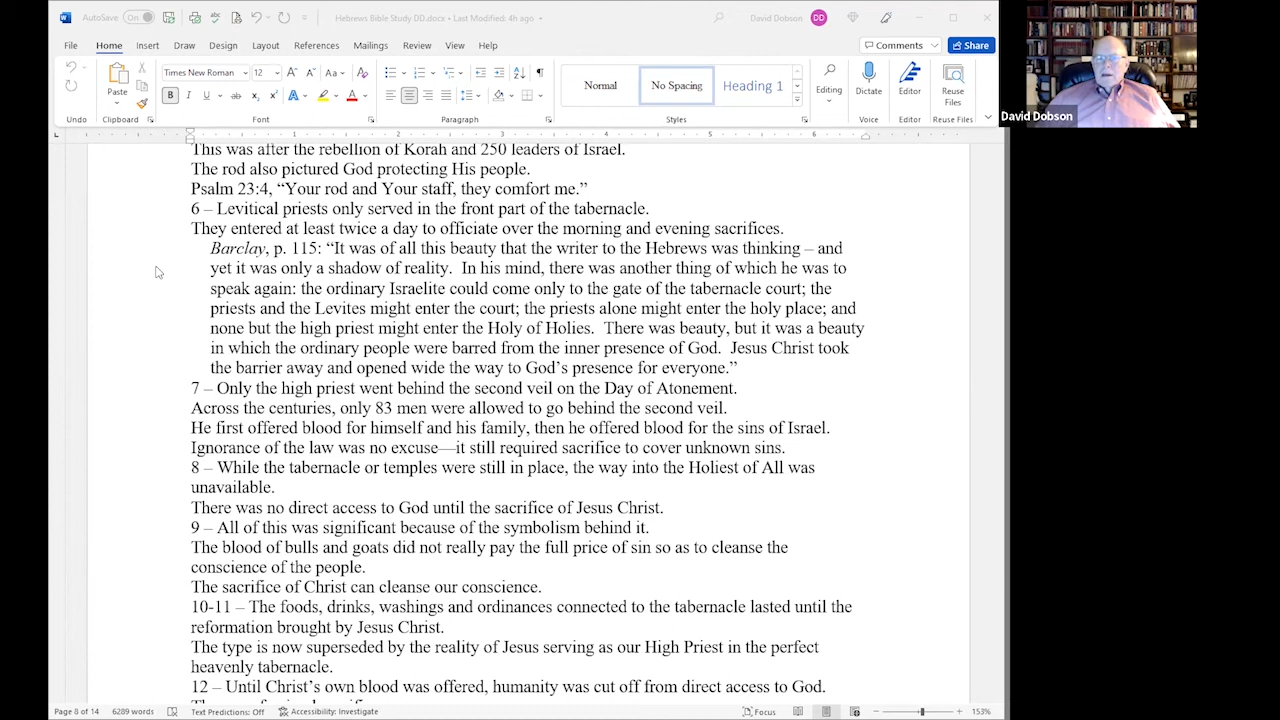 AutoSave
Off
Hebrews Bible Study DD.docx • Last Modified: 4h ago
David Dobson
DD
File Home Insert Draw Design Layout References Mailings Review View Help
Comments
Share
Paste
Times New Roman
12
Aa
B I U ab x₂ x² A A
Normal
No Spacing
Heading 1
Editing
Dictate
Editor
Reuse
Files
Undo
Clipboard
Font
Paragraph
Styles
Voice
Editor
Reuse Files
David Dobson
1 2 3 4 5 6
This was after the rebellion of Korah and 250 leaders of Israel.
The rod also pictured God protecting His people.
Psalm 23:4, “Your rod and Your staff, they comfort me.”
6 – Levitical priests only served in the front part of the tabernacle.
They entered at least twice a day to officiate over the morning and evening sacrifices.
Barclay, p. 115: “It was of all this beauty that the writer to the Hebrews was thinking – and
yet it was only a shadow of reality. In his mind, there was another thing of which he was to
speak again: the ordinary Israelite could come only to the gate of the tabernacle court; the
priests and the Levites might enter the court; the priests alone might enter the holy place; and
none but the high priest might enter the Holy of Holies. There was beauty, but it was a beauty
in which the ordinary people were barred from the inner presence of God. Jesus Christ took
the barrier away and opened wide the way to God’s presence for everyone.”
7 – Only the high priest went behind the second veil on the Day of Atonement.
Across the centuries, only 83 men were allowed to go behind the second veil.
He first offered blood for himself and his family, then he offered blood for the sins of Israel.
Ignorance of the law was no excuse—it still required sacrifice to cover unknown sins.
8 – While the tabernacle or temples were still in place, the way into the Holiest of All was
unavailable.
There was no direct access to God until the sacrifice of Jesus Christ.
9 – All of this was significant because of the symbolism behind it.
The blood of bulls and goats did not really pay the full price of sin so as to cleanse the
conscience of the people.
The sacrifice of Christ can cleanse our conscience.
10-11 – The foods, drinks, washings and ordinances connected to the tabernacle lasted until the
reformation brought by Jesus Christ.
The type is now superseded by the reality of Jesus serving as our High Priest in the perfect
heavenly tabernacle.
12 – Until Christ’s own blood was offered, humanity was cut off from direct access to God.
Page 8 of 14
6289 words
Text Predictions: Off
Accessibility: Investigate
Focus
153%